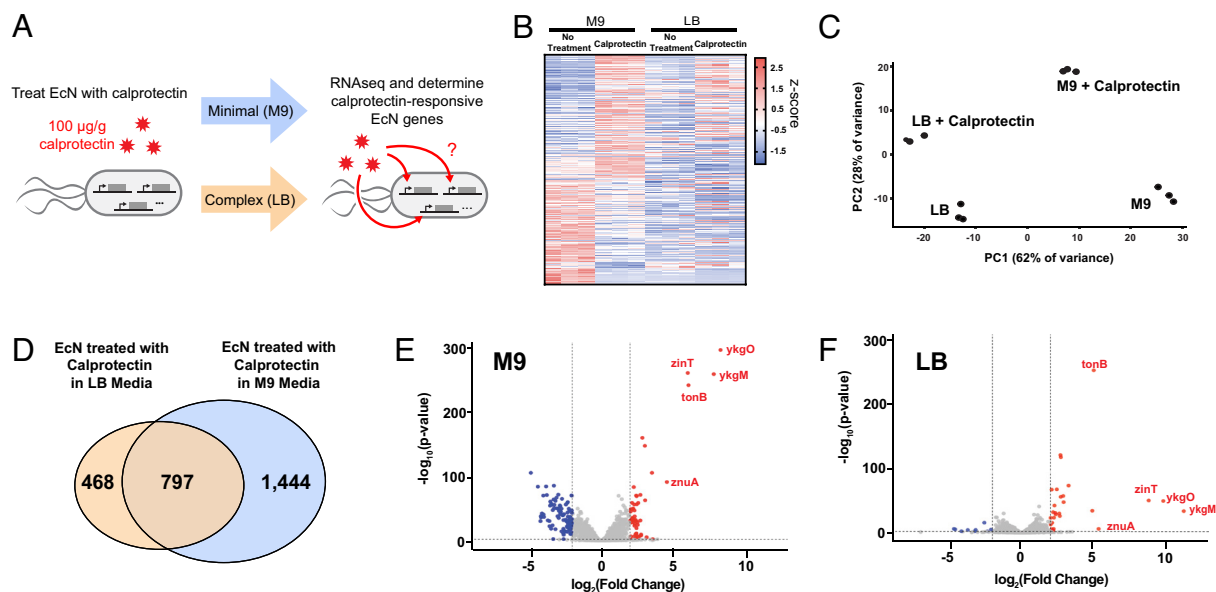 A
Treat EcN with calprotectin
100 µg/g
calprotectin
...
Minimal (M9)
Complex (LB)
RNAseq and determine
calprotectin-responsive
EcN genes
?
...
B
M9
LB
No
Treatment
Calprotectin
No
Treatment
Calprotectin
2.5
1.5
0.5
-0.5
-1.5
z-score
C
20
10
0
-10
PC2 (28% of variance)
M9 + Calprotectin
LB + Calprotectin
LB
M9
-20
-10
0
10
20
30
PC1 (62% of variance)
D
EcN treated with
Calprotectin
in LB Media
EcN treated with
Calprotectin
in M9 Media
468
797
1,444
E
M9
300
200
100
0
-log10(p-value)
ykgO
zinT
ykgM
tonB
znuA
-5
0
5
10
log2(Fold Change)
F
LB
300
200
100
0
-log10(p-value)
tonB
zinT
ykgO
ykgM
znuA
-5
0
5
10
log2(Fold Change)